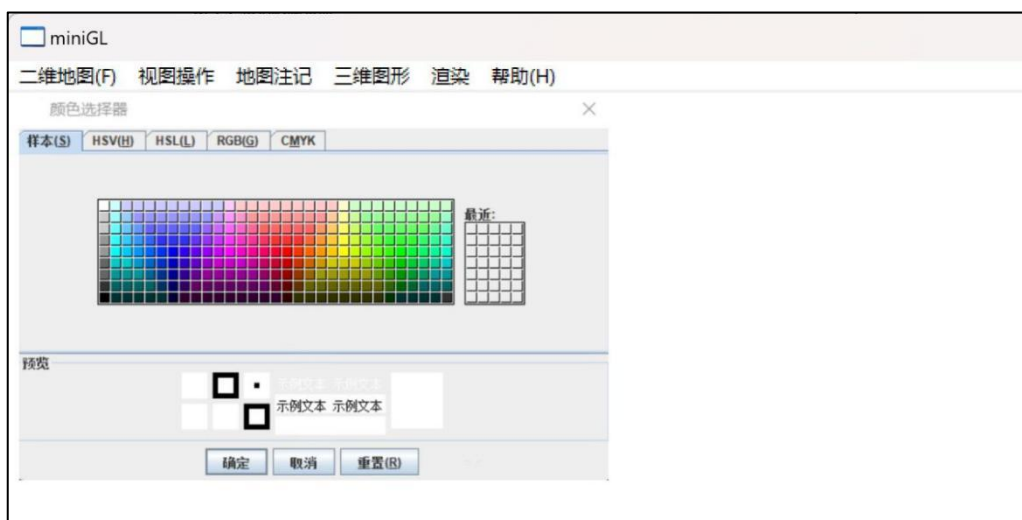 miniGL
二维地图(F) 视图操作 地图注记 三维图形 渲染 帮助(H)
颜色选择器
样本(S) HSV(H) HSL(L) RGB(G) CMYK
最近:
预览
示例文本 示例文本
示例文本 示例文本
确定 取消 重置(R)